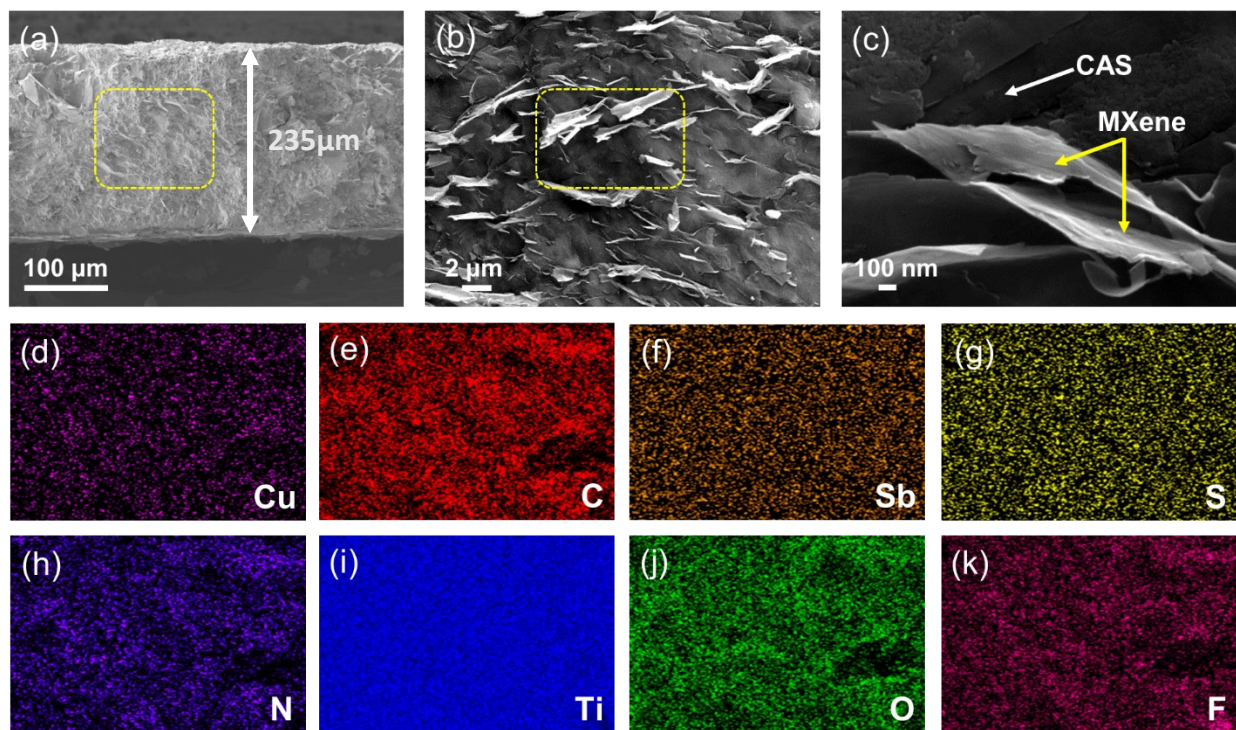 (a)
235μm
100 μm
(b)
2 μm
(c)
CAS
MXene
100 nm
(d)
Cu
(e)
C
(f)
Sb
(g)
S
(h)
N
(i)
Ti
(j)
O
(k)
F